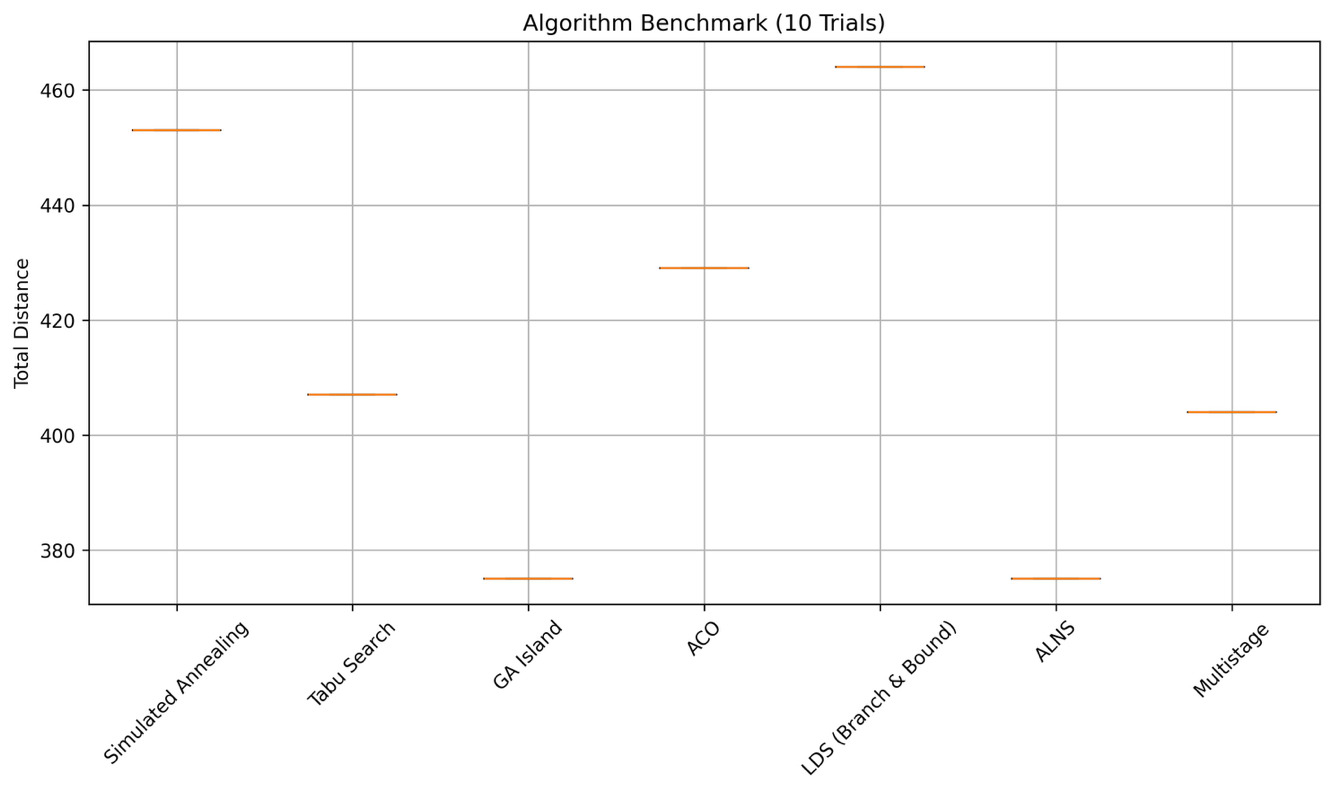 Algorithm Benchmark (10 Trials)
Total Distance
460
440
420
400
380
Simulated Annealing
Tabu Search
GA Island
ACO
LDS (Branch & Bound)
ALNS
Multistage